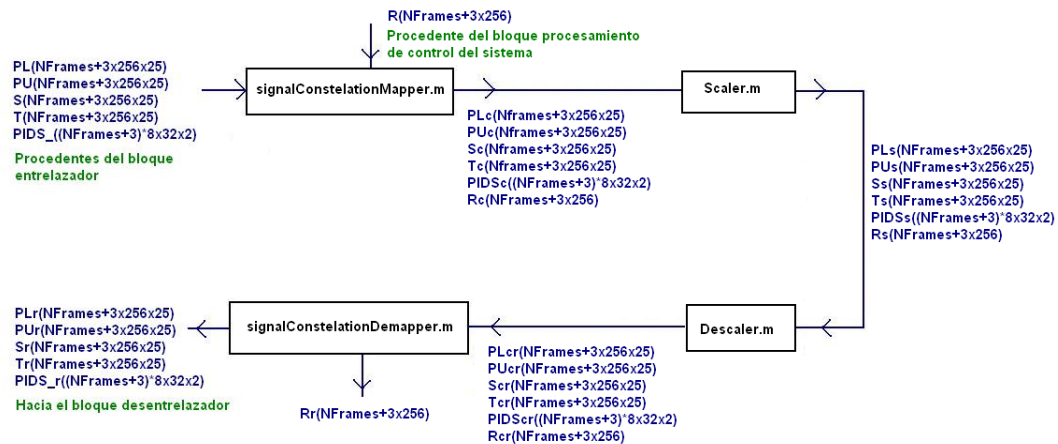 R(NFrames+3x256)
Procedente del bloque procesamiento
de control del sistema
PL(NFrames+3x256x25)
PU(NFrames+3x256x25)
S(NFrames+3x256x25)
T(NFrames+3x256x25)
PIDS_((NFrames+3)*8x32x2)
Procedentes del bloque
entrelazador
signalConstelationMapper.m
Scaler.m
PLc(Nframes+3x256x25)
PUc(Nframes+3x256x25)
Sc(Nframes+3x256x25)
Tc(Nframes+3x256x25)
PIDSc((NFrames+3)*8x32x2)
Rc(NFrames+3x256)
PLs(NFrames+3x256x25)
PUs(NFrames+3x256x25)
Ss(NFrames+3x256x25)
Ts(NFrames+3x256x25)
PIDSs((NFrames+3)*8x32x2)
Rs(NFrames+3x256)
Descaler.m
signalConstelationDemapper.m
PLcr(NFrames+3x256x25)
PUcr(NFrames+3x256x25)
Scr(NFrames+3x256x25)
Tcr(NFrames+3x256x25)
PIDScr((NFrames+3)*8x32x2)
Rcr(NFrames+3x256)
PLr(NFrames+3x256x25)
PUr(NFrames+3x256x25)
Sr(NFrames+3x256x25)
Tr(NFrames+3x256x25)
PIDS_r((NFrames+3)*8x32x2)
Hacia el bloque desentrelazador
Rr(NFrames+3x256)